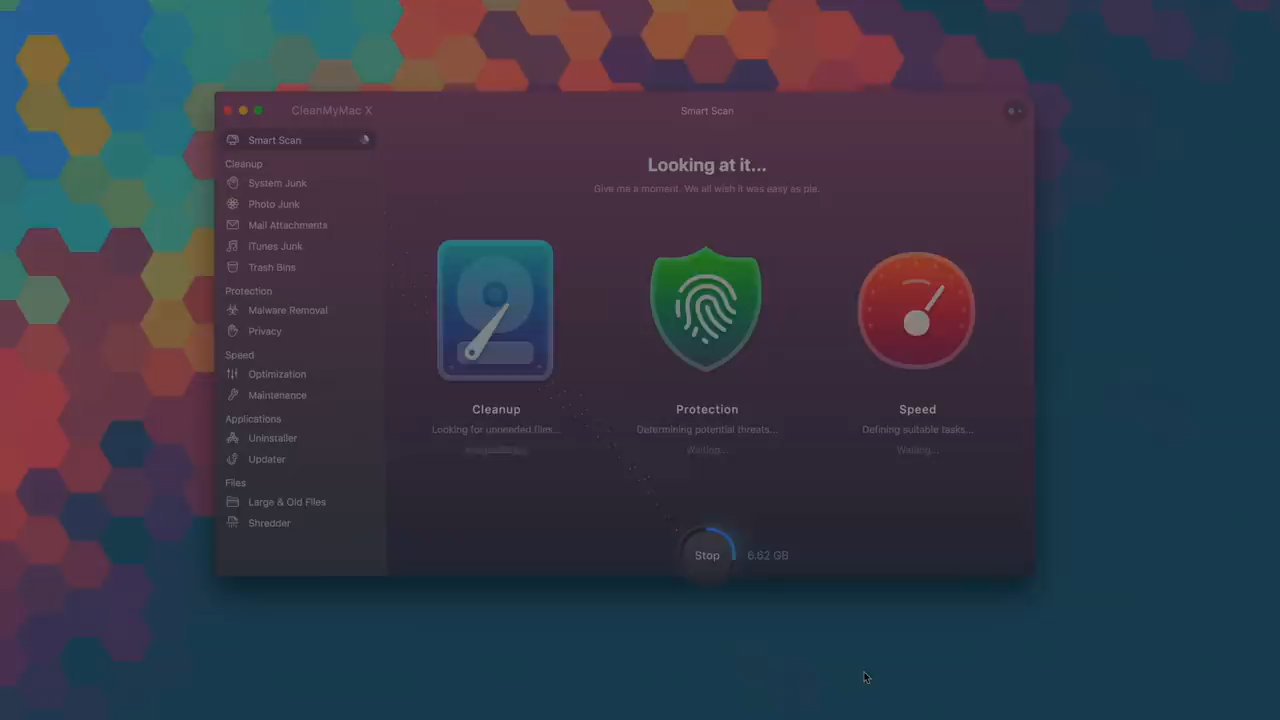 CleanMyMac X
Smart Scan
Smart Scan
Cleanup
System Junk
Photo Junk
Mail Attachments
iTunes Junk
Trash Bins
Protection
Malware Removal
Privacy
Speed
Optimization
Maintenance
Applications
Uninstaller
Updater
Files
Large & Old Files
Shredder
Looking at it...
Give me a moment. We all wish it was easy as pie.
Cleanup
Looking for unneeded files...
Protection
Determining potential threats...
Waiting...
Speed
Defining suitable tasks...
Waiting...
Stop
6.62 GB